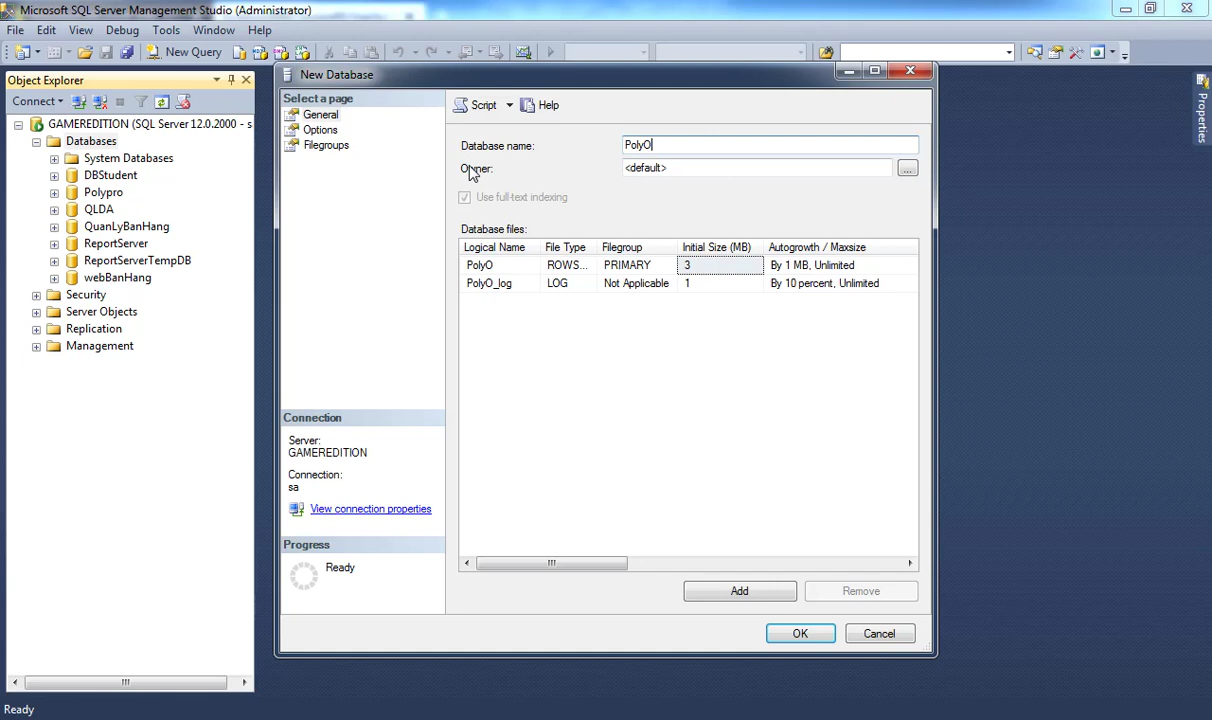 Microsoft SQL Server Management Studio (Administrator)
File Edit View Debug Tools Window Help
New Query
Object Explorer
Connect
GAMEREDITION (SQL Server 12.0.2000 - s
Databases
System Databases
DBStudent
Polypro
QLDA
QuanLyBanHang
ReportServer
ReportServerTempDB
webBanHang
Security
Server Objects
Replication
Management
New Database
Select a page
General
Options
Filegroups
Script Help
Database name: PolyO
Owner: <default>
...
Use full-text indexing
Database files:
Logical Name File Type Filegroup Initial Size (MB) Autogrowth / Maxsize
PolyO ROWS... PRIMARY 3 By 1 MB, Unlimited
PolyO_log LOG Not Applicable 1 By 10 percent, Unlimited
Connection
Server:
GAMEREDITION
Connection:
sa
View connection properties
Progress
Ready
Add Remove
OK Cancel
Properties
Ready